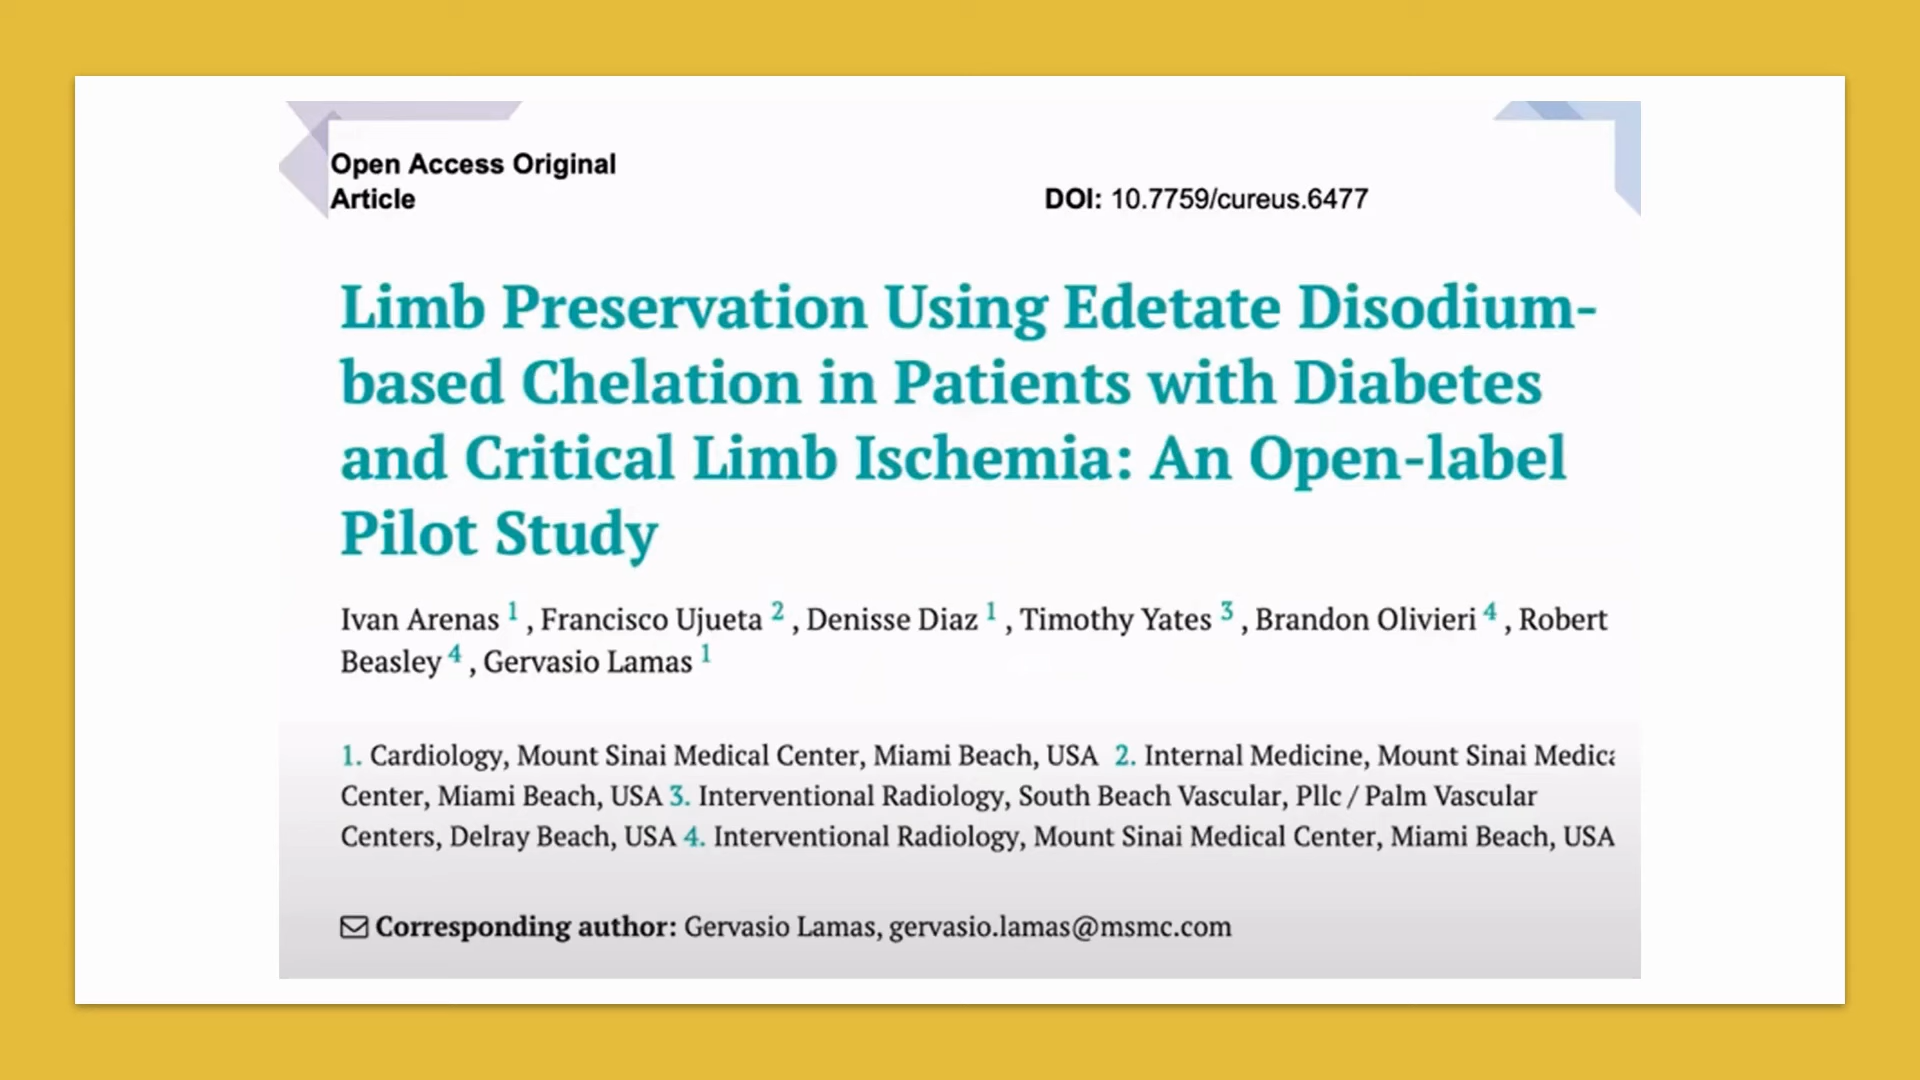 Open Access Original
Article
DOI: 10.7759/cureus.6477
Limb Preservation Using Edetate Disodium-
based Chelation in Patients with Diabetes
and Critical Limb Ischemia: An Open-label
Pilot Study
Ivan Arenas 1 , Francisco Ujueta 2 , Denisse Diaz 1 , Timothy Yates 3 , Brandon Olivieri 4 , Robert
Beasley 4 , Gervasio Lamas 1
1. Cardiology, Mount Sinai Medical Center, Miami Beach, USA 2. Internal Medicine, Mount Sinai
Center, Miami Beach, USA 3. Interventional Radiology, South Beach Vascular, Pllc / Palm Vascular
Centers, Delray Beach, USA 4. Interventional Radiology, Mount Sinai Medical Center, Miami Beach, USA
Corresponding author: Gervasio Lamas, gervasio.lamas@msmc.com